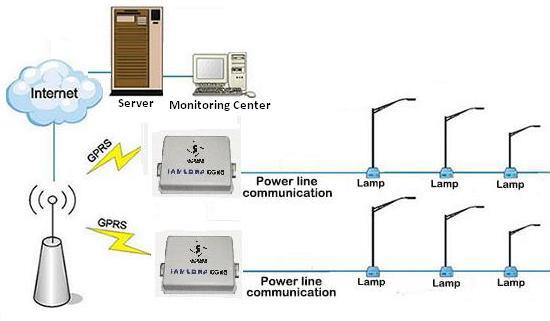 Internet
Server
Monitoring Center
GPRS
Power line
communication
Lamp
Lamp
Lamp
GPRS
Power line
communication
Lamp
Lamp
Lamp